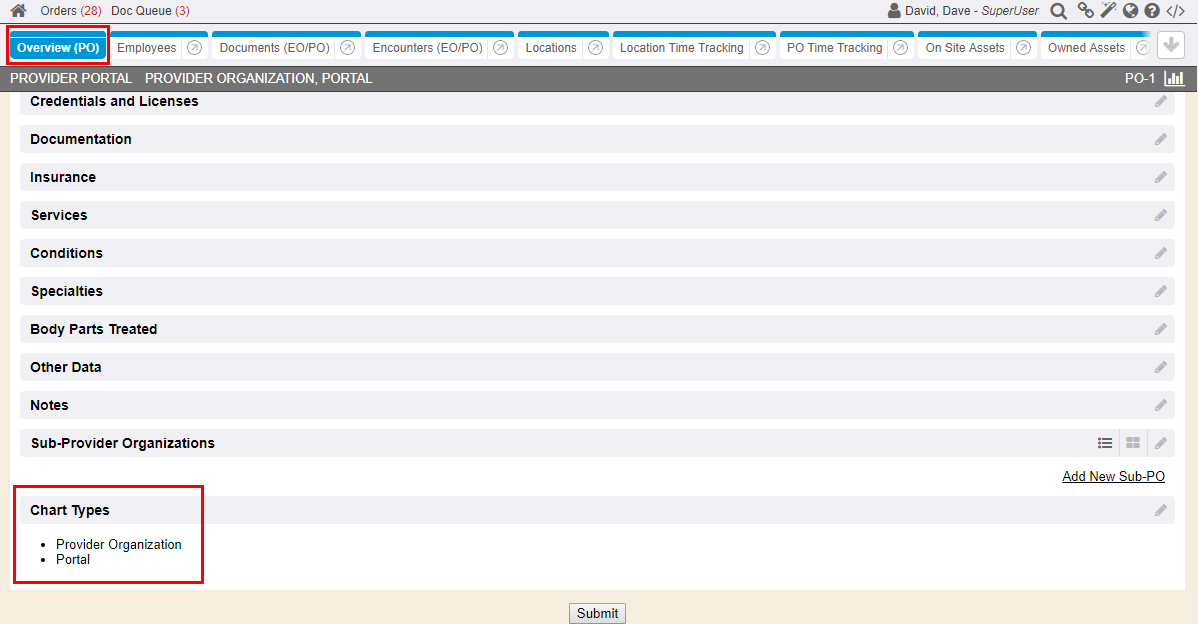 Orders (28) Doc Queue (3) David, Dave - SuperUser
Overview (PO) Employees Documents (EO/PO) Encounters (EO/PO) Locations Location Time Tracking PO Time Tracking On Site Assets Owned Assets
PROVIDER PORTAL PROVIDER ORGANIZATION, PORTAL PO-1
Credentials and Licenses
Documentation
Insurance
Services
Conditions
Specialties
Body Parts Treated
Other Data
Notes
Sub-Provider Organizations
Add New Sub-PO
Chart Types
• Provider Organization
• Portal
Submit